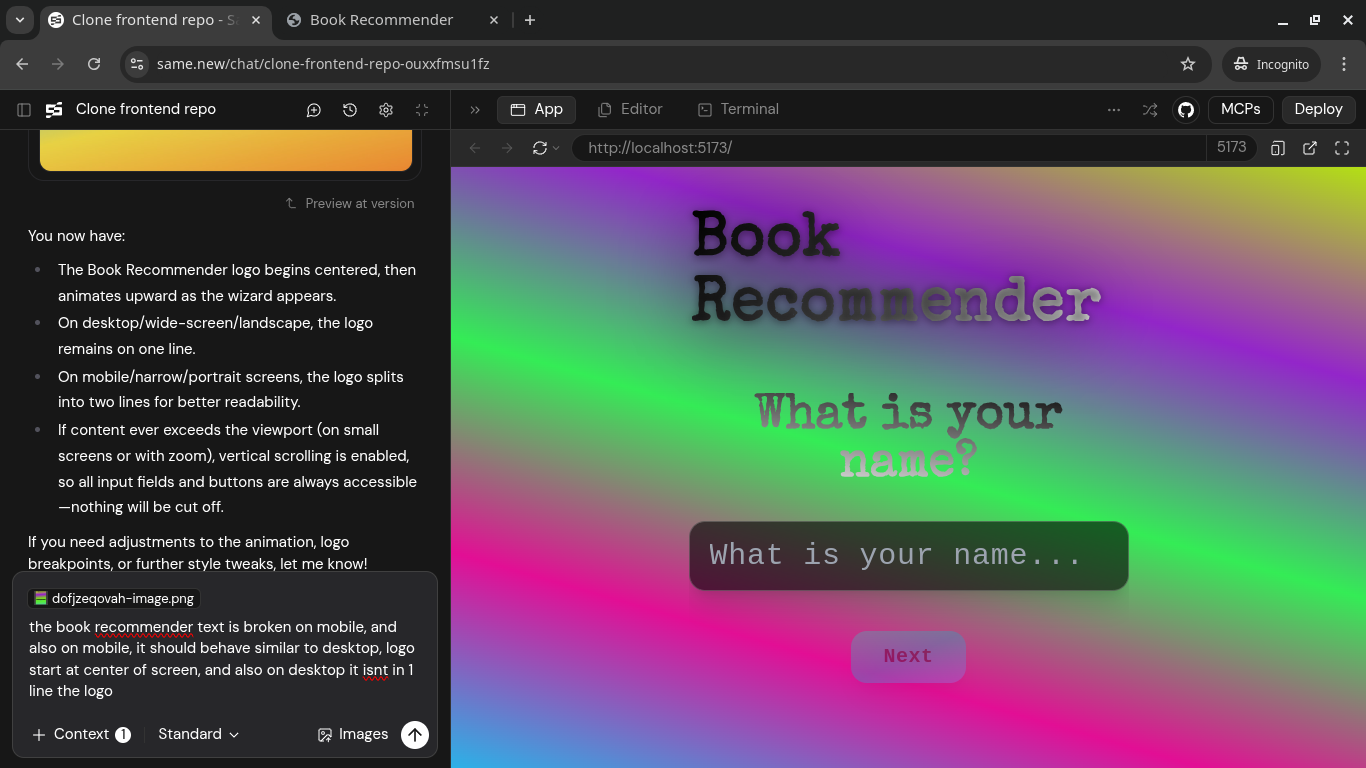 Clone frontend repo - S
Book Recommender
same.new/chat/clone-frontend-repo-ouxxfmsu1fz
Incognito
Clone frontend repo
App
Editor
Terminal
MCPs
Deploy
http://localhost:5173/
5173
Preview at version
You now have:
The Book Recommender logo begins centered, then
animates upward as the wizard appears.
On desktop/wide-screen/landscape, the logo
remains on one line.
On mobile/narrow/portrait screens, the logo splits
into two lines for better readability.
If content ever exceeds the viewport (on small
screens or with zoom), vertical scrolling is enabled,
so all input fields and buttons are always accessible
—nothing will be cut off.
If you need adjustments to the animation, logo
breakpoints, or further style tweaks, let me know!
dofjzeqovah-image.png
the book recommender text is broken on mobile, and
also on mobile, it should behave similar to desktop, logo
start at center of screen, and also on desktop it isnt in 1
line the logo
Context 1
Standard
Images
Book
Recommender
What is your
name?
What is your name...
Next